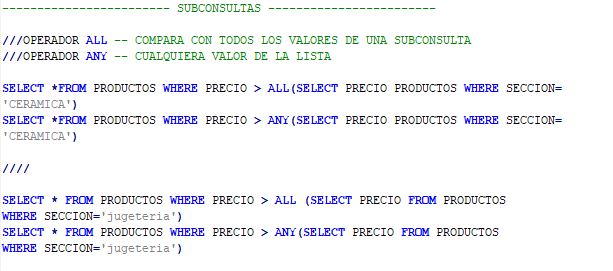 ------------------------ SUBCONSULTAS ------------------------
///OPERADOR ALL -- COMPARA CON TODOS LOS VALORES DE UNA SUBCONSULTA
///OPERADOR ANY -- CUALQUIERA VALOR DE LA LISTA
SELECT *FROM PRODUCTOS WHERE PRECIO > ALL(SELECT PRECIO PRODUCTOS WHERE SECCION=
'CERAMICA')
SELECT *FROM PRODUCTOS WHERE PRECIO > ANY(SELECT PRECIO PRODUCTOS WHERE SECCION=
'CERAMICA')
////
SELECT * FROM PRODUCTOS WHERE PRECIO > ALL (SELECT PRECIO FROM PRODUCTOS
WHERE SECCION='jugeteria')
SELECT * FROM PRODUCTOS WHERE PRECIO > ANY(SELECT PRECIO FROM PRODUCTOS
WHERE SECCION='jugeteria')